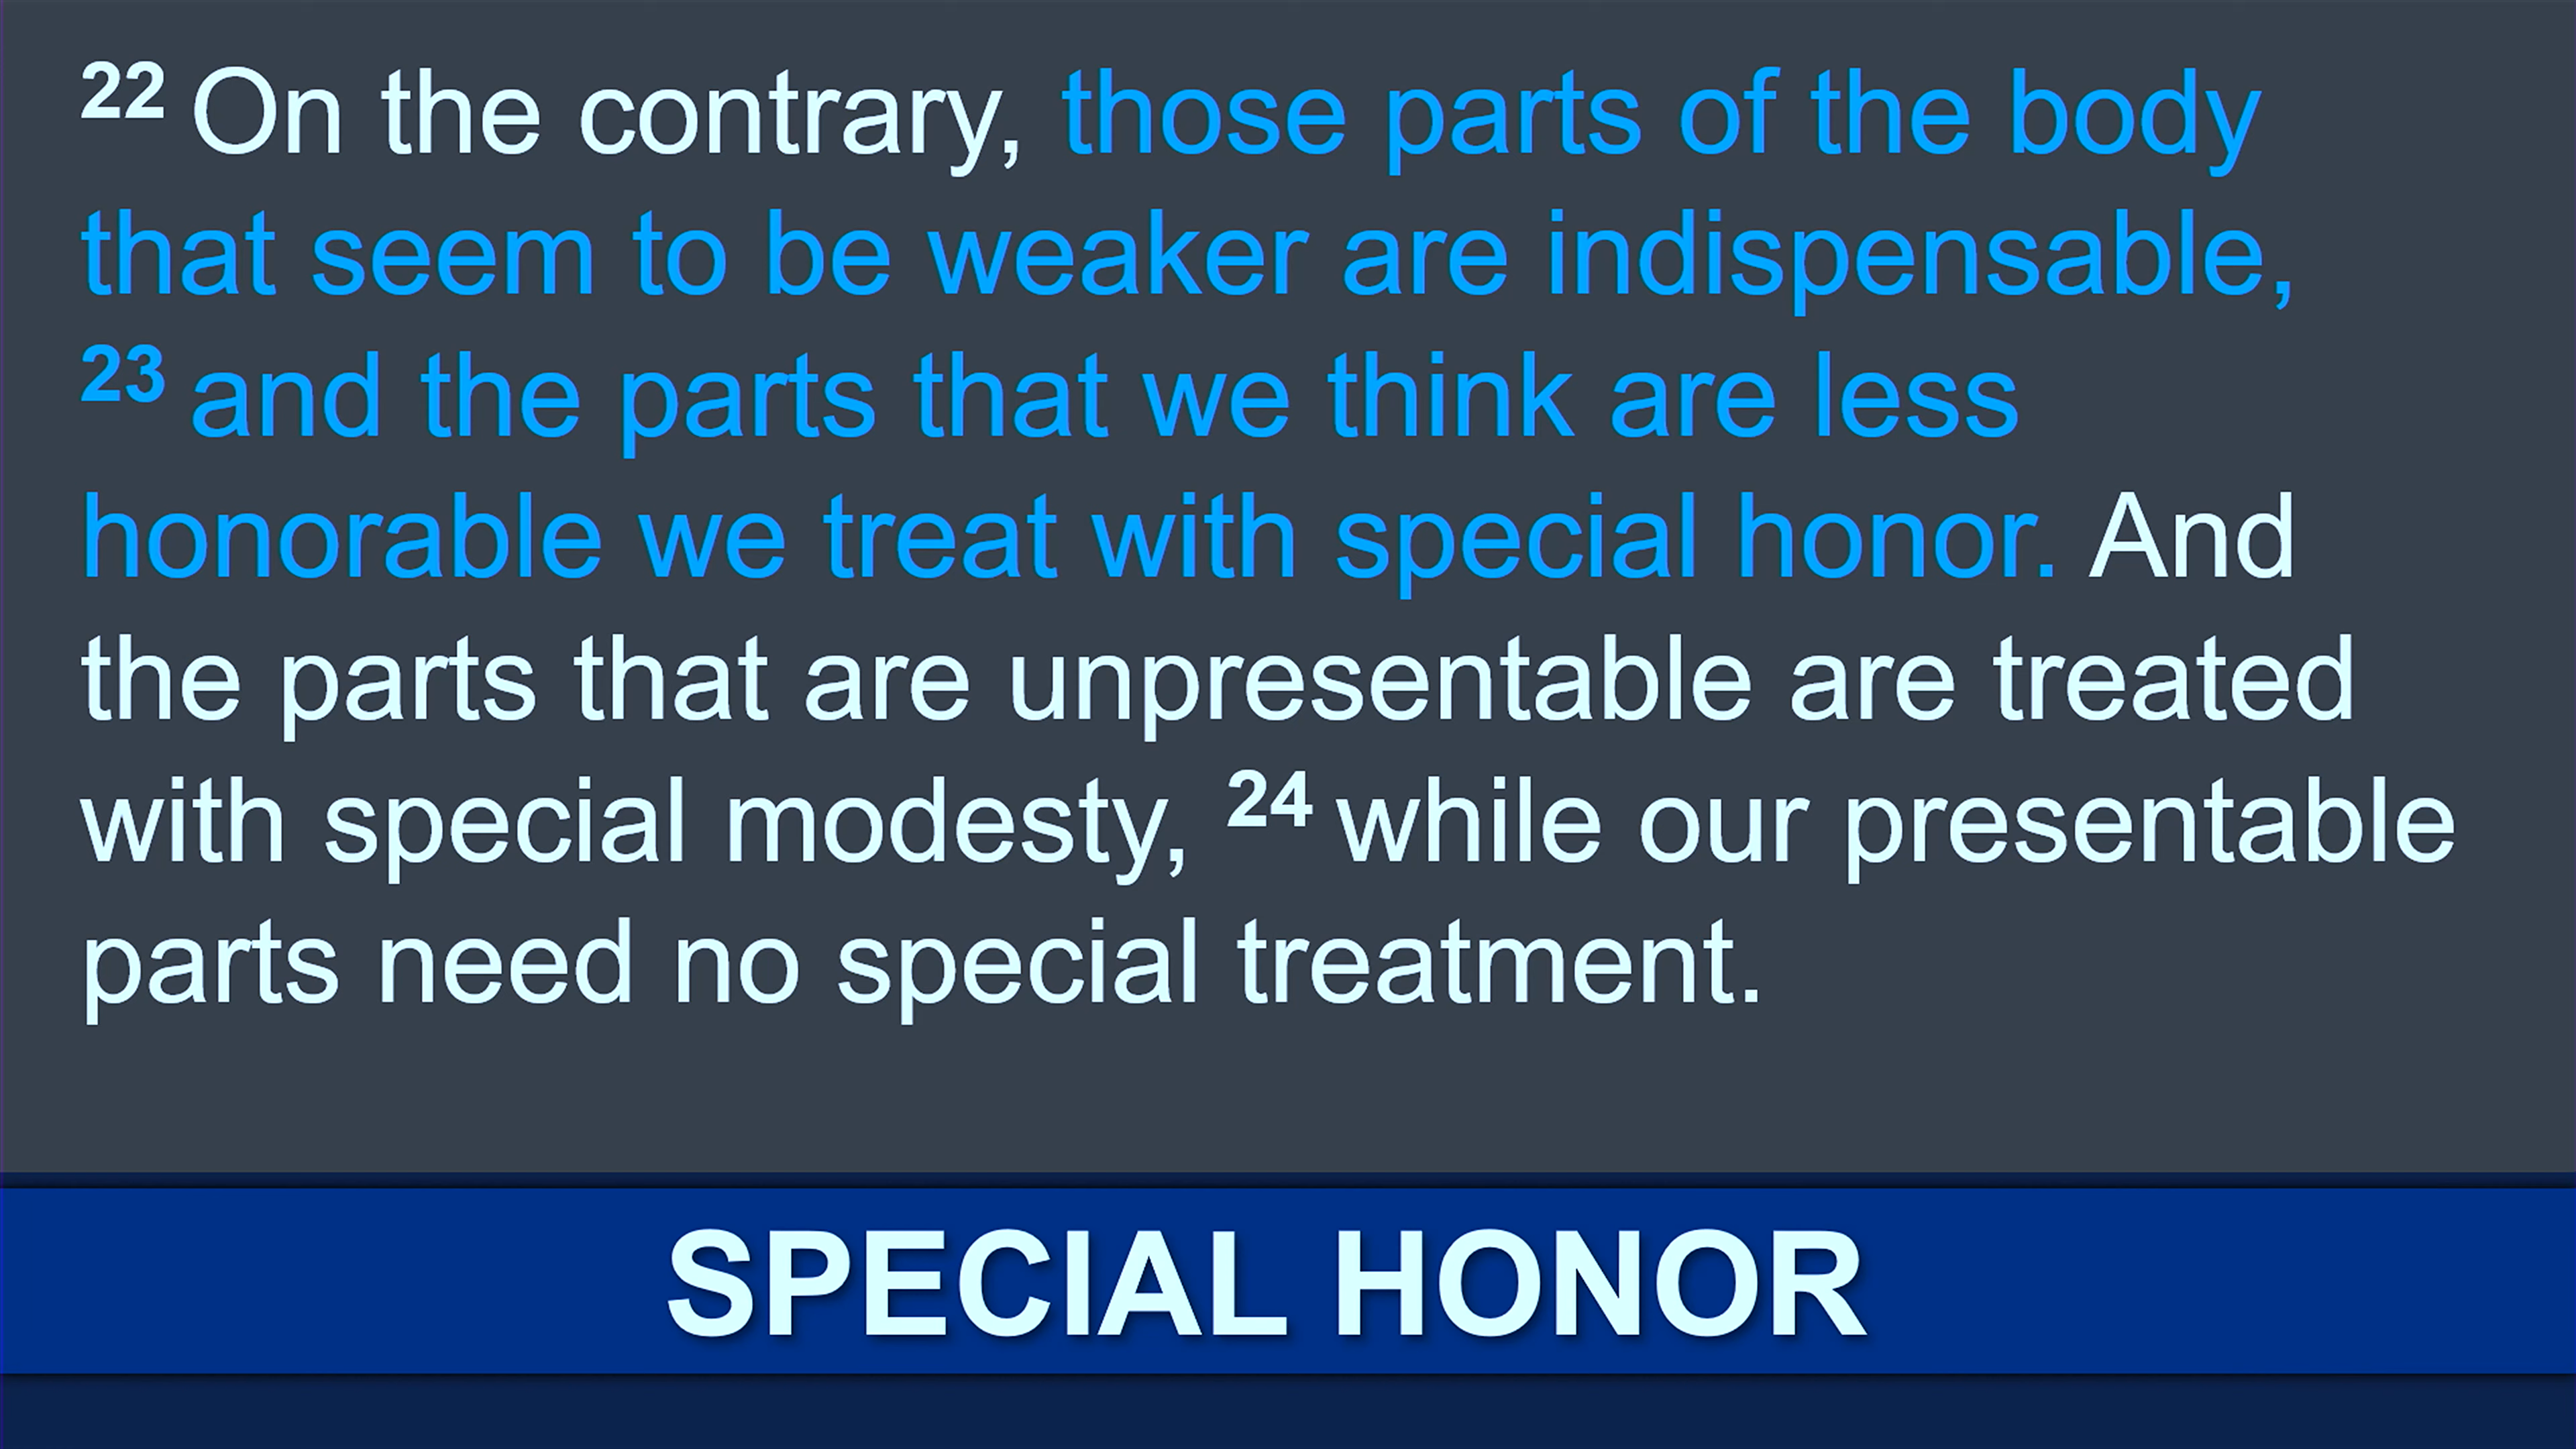 22 On the contrary, those parts of the body
that seem to be weaker are indispensable,
23 and the parts that we think are less
honorable we treat with special honor. And
the parts that are unpresentable are treated
with special modesty, 24 while our presentable
parts need no special treatment.
SPECIAL HONOR